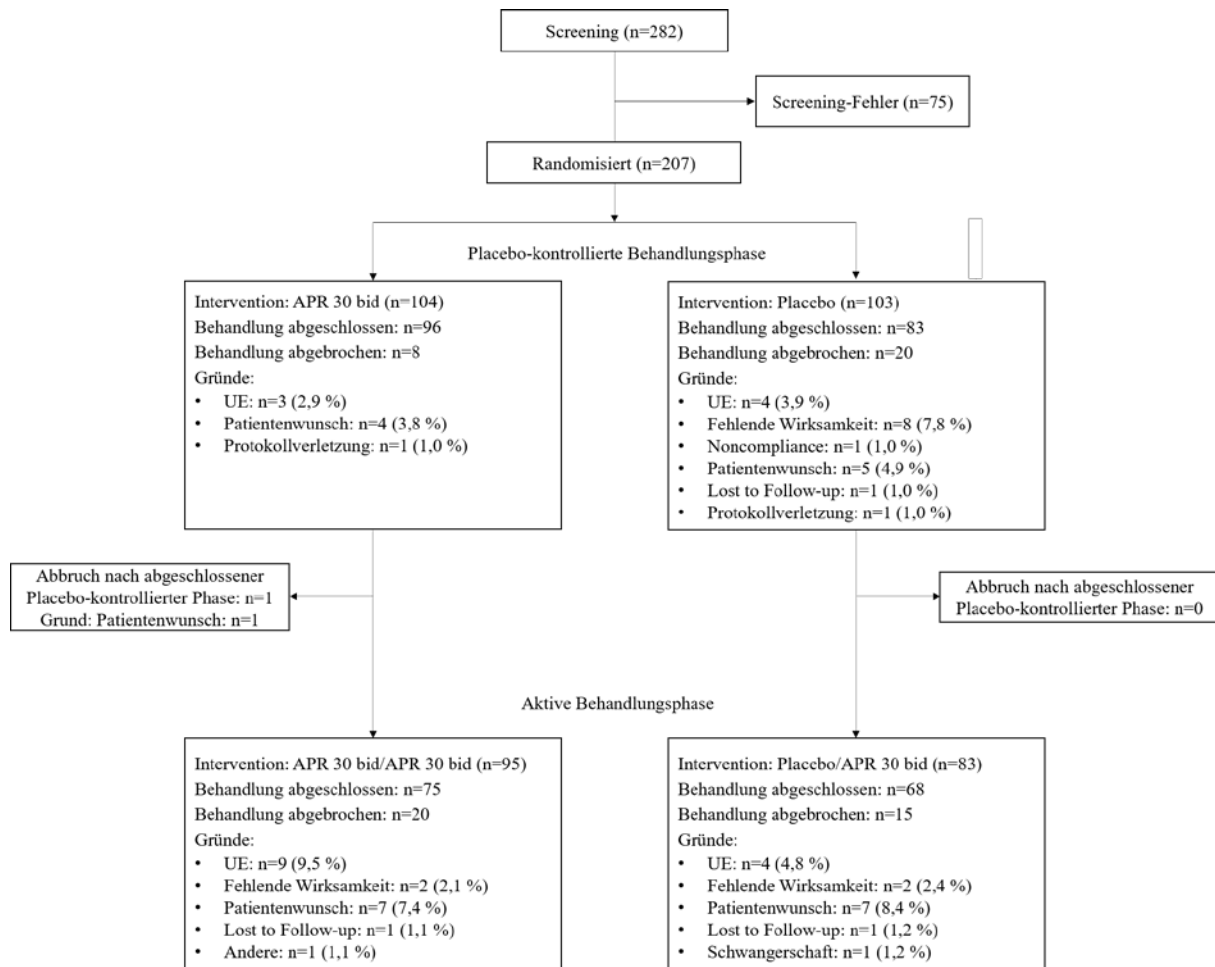 Screening (n=282)
Screening-Fehler (n=75)
Randomisiert (n=207)
Placebo-kontrollierte Behandlungsphase
Intervention: APR 30 bid (n=104)
Behandlung abgeschlossen: n=96
Behandlung abgebrochen: n=8
Gründe:
• UE: n=3 (2,9 %)
• Patientenwunsch: n=4 (3,8 %)
• Protokollverletzung: n=1 (1,0 %)
Intervention: Placebo (n=103)
Behandlung abgeschlossen: n=83
Behandlung abgebrochen: n=20
Gründe:
• UE: n=4 (3,9 %)
• Fehlende Wirksamkeit: n=8 (7,8 %)
• Noncompliance: n=1 (1,0 %)
• Patientenwunsch: n=5 (4,9 %)
• Lost to Follow-up: n=1 (1,0 %)
• Protokollverletzung: n=1 (1,0 %)
Abbruch nach abgeschlossener
Placebo-kontrollierter Phase: n=1
Grund: Patientenwunsch: n=1
Abbruch nach abgeschlossener
Placebo-kontrollierter Phase: n=0
Aktive Behandlungsphase
Intervention: APR 30 bid/APR 30 bid (n=95)
Behandlung abgeschlossen: n=75
Behandlung abgebrochen: n=20
Gründe:
• UE: n=9 (9,5 %)
• Fehlende Wirksamkeit: n=2 (2,1 %)
• Patientenwunsch: n=7 (7,4 %)
• Lost to Follow-up: n=1 (1,1 %)
• Andere: n=1 (1,1 %)
Intervention: Placebo/APR 30 bid (n=83)
Behandlung abgeschlossen: n=68
Behandlung abgebrochen: n=15
Gründe:
• UE: n=4 (4,8 %)
• Fehlende Wirksamkeit: n=2 (2,4 %)
• Patientenwunsch: n=7 (8,4 %)
• Lost to Follow-up: n=1 (1,2 %)
• Schwangerschaft: n=1 (1,2 %)